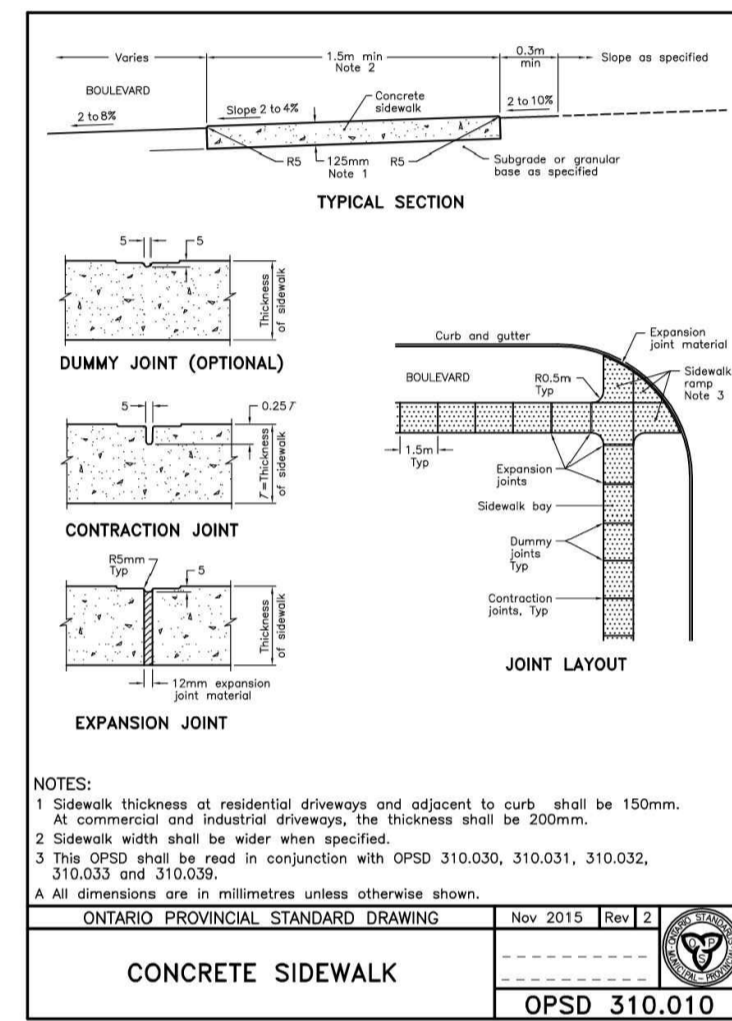 Varies
1.5m min
Note 2
0.3m
min
Slope as specified
BOULEVARD
2 to 8%
Slope 2 to 4%
Concrete
sidewalk
2 to 10%
R5
125mm
Note 1
R5
Subgrade or granular
base as specified
TYPICAL SECTION
5
5
Thickness
of sidewalk
DUMMY JOINT (OPTIONAL)
5
0.25T
T=Thickness
of sidewalk
CONTRACTION JOINT
R5mm
Typ
5
Thickness
of sidewalk
12mm expansion
joint material
EXPANSION JOINT
Curb and gutter
Expansion
joint material
BOULEVARD
R0.5m
Typ
Sidewalk
ramp
Note 3
1.5m
Typ
Expansion
joints
Sidewalk bay
Dummy
joints
Typ
Contraction
joints, Typ
JOINT LAYOUT
NOTES:
1 Sidewalk thickness at residential driveways and adjacent to curb shall be 150mm.
At commercial and industrial driveways, the thickness shall be 200mm.
2 Sidewalk width shall be wider when specified.
3 This OPSD shall be read in conjunction with OPSD 310.030, 310.031, 310.032,
310.033 and 310.039.
A All dimensions are in millimetres unless otherwise shown.
ONTARIO PROVINCIAL STANDARD DRAWING
Nov 2015 Rev 2
CONCRETE SIDEWALK
ONTARIO STANDARDS
MUNICIPAL - PROVINCIAL
OPS
OPSD 310.010